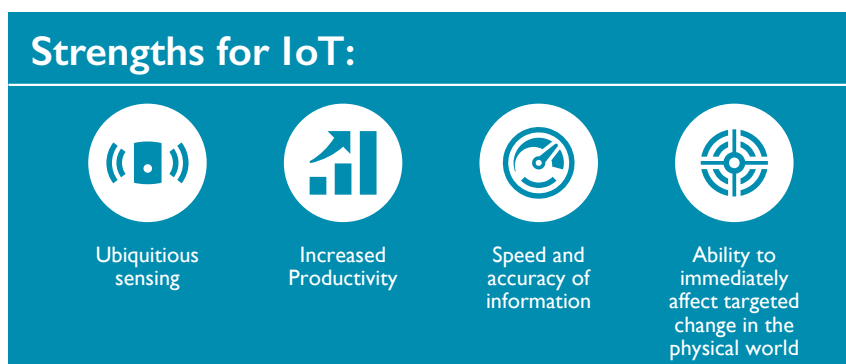 Strengths for IoT:
Ubiquitious
sensing
Increased
Productivity
Speed and
accuracy of
information
Ability to
immediately
affect targeted
change in the
physical world